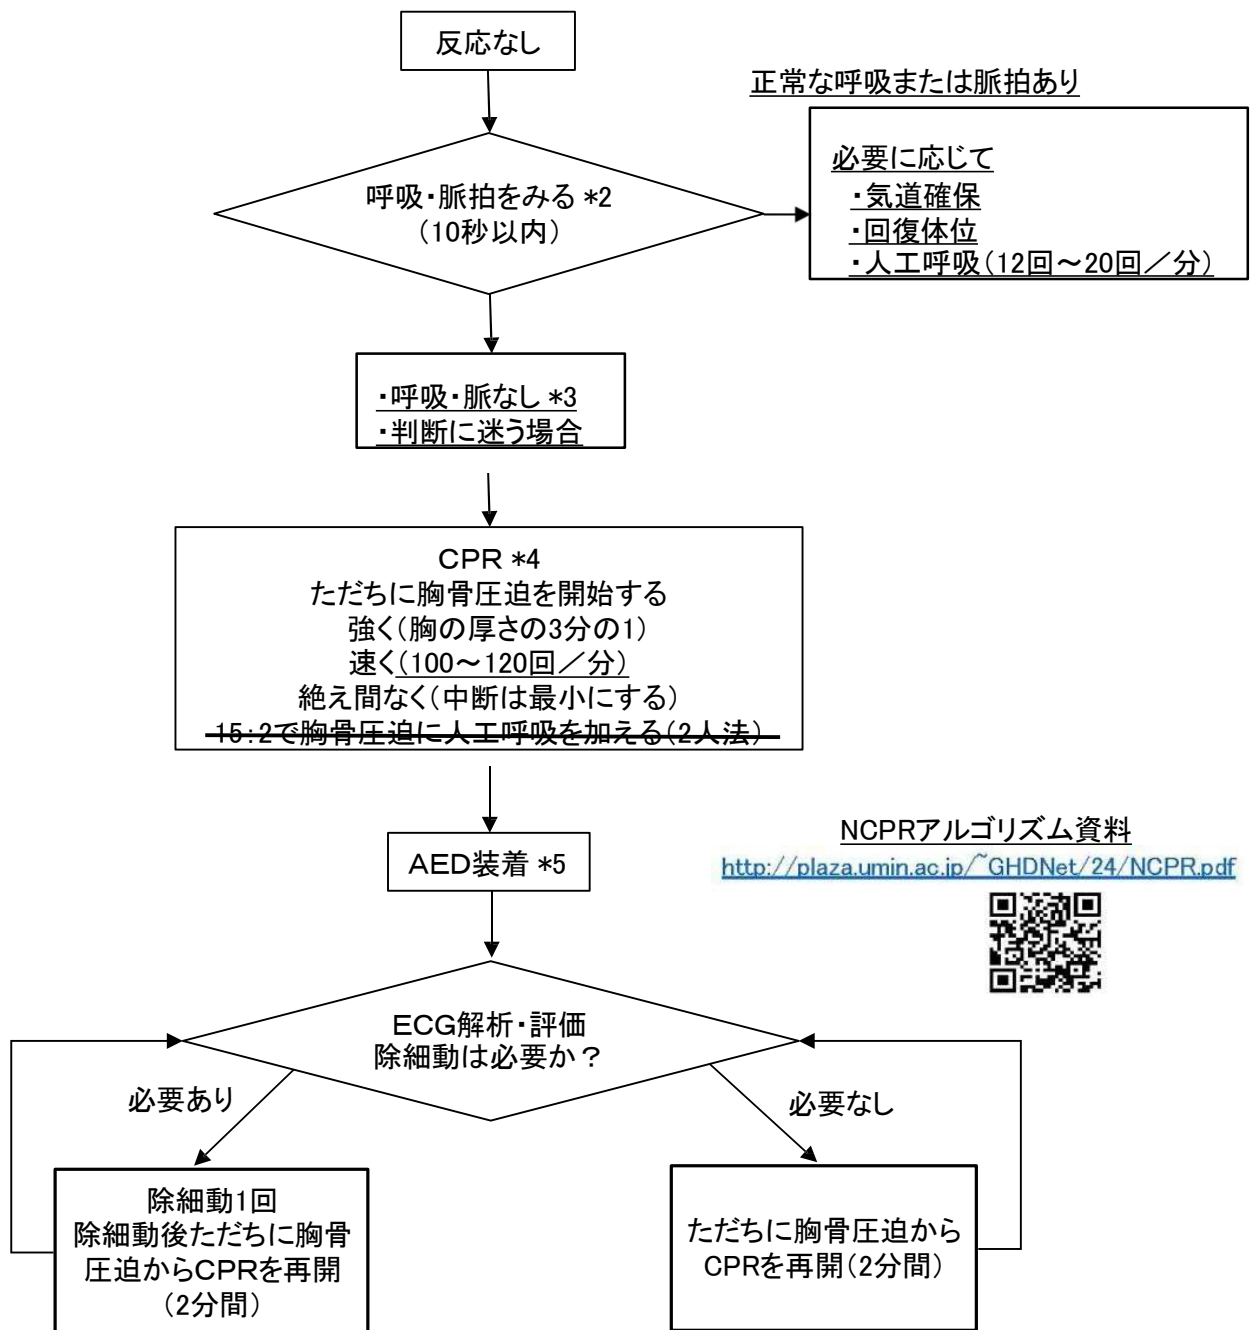 反応なし
正常な呼吸または脈拍あり
呼吸・脈拍をみる *2
(10秒以内)
必要に応じて
・気道確保
・回復体位
・人工呼吸(12回～20回／分)
・呼吸・脈なし *3
・判断に迷う場合
CPR *4
ただちに胸骨圧迫を開始する
強く(胸の厚さの3分の1)
速く(100～120回／分)
絶え間なく(中断は最小にする)
15:2で胸骨圧迫に人工呼吸を加える(2人法)
AED装着 *5
NCPRアルゴリズム資料
http://plaza.umin.ac.jp/~GHDNet/24/NCPR.pdf
ECG解析・評価
除細動は必要か？
必要あり
必要なし
除細動1回
除細動後ただちに胸骨
圧迫からCPRを再開
(2分間)
ただちに胸骨圧迫から
CPRを再開(2分間)